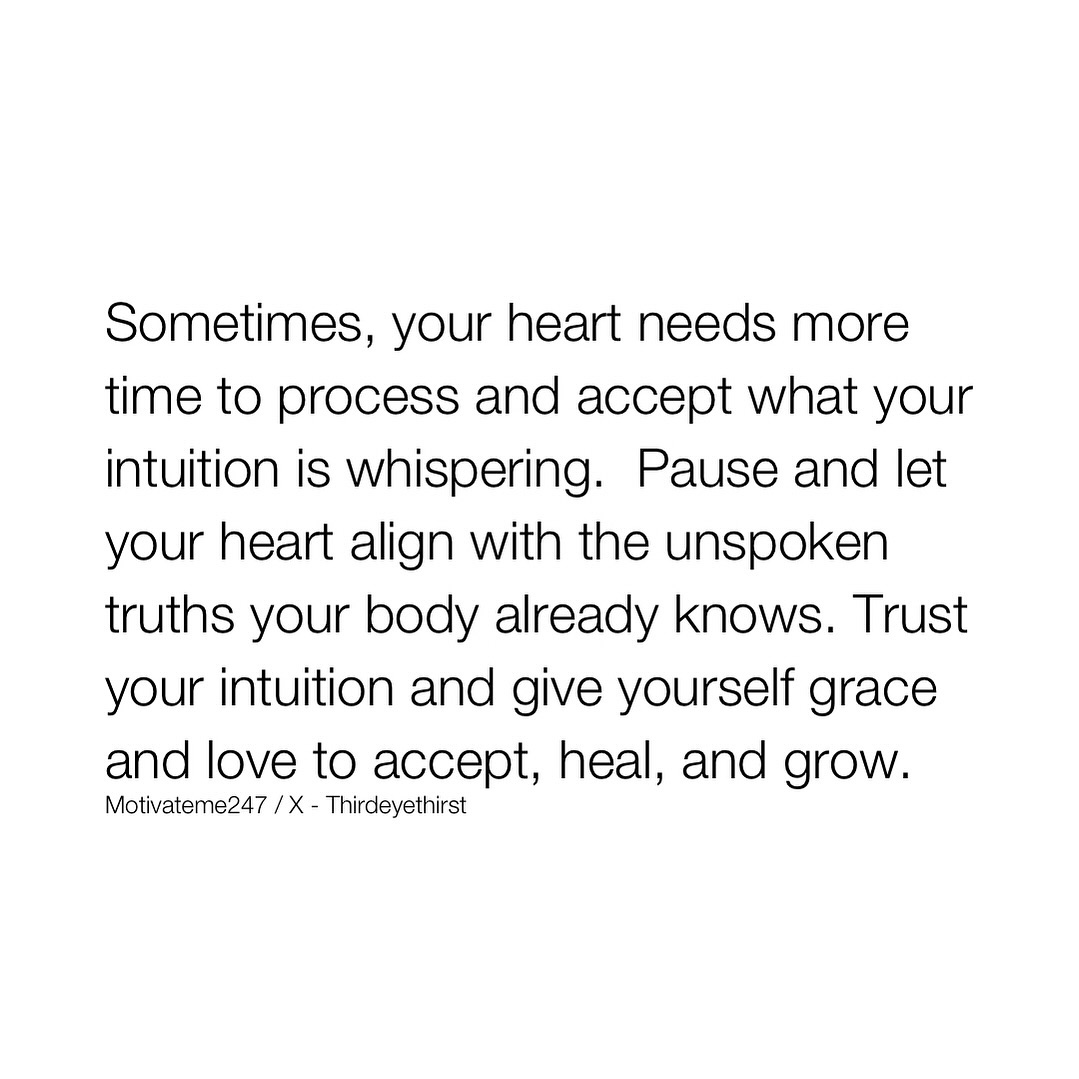 Sometimes, your heart needs more
time to process and accept what your
intuition is whispering.  Pause and let
your heart align with the unspoken
truths your body already knows. Trust
your intuition and give yourself grace
and love to accept, heal, and grow.
Motivateme247 / X - Thirdeyethirst